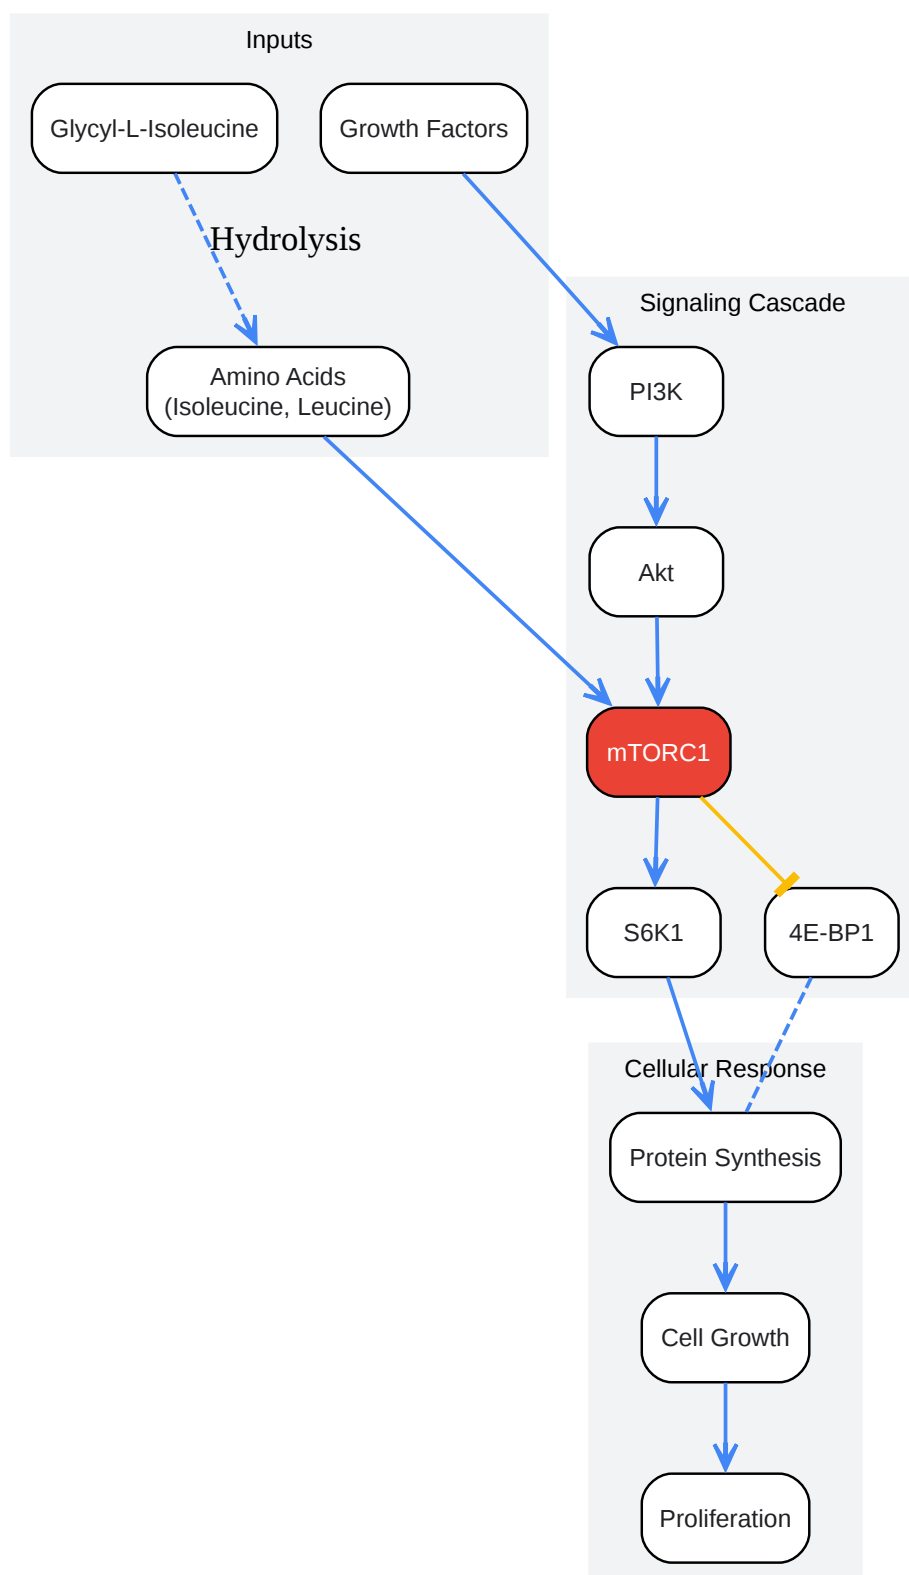 Inputs
Glycyl-L-Isoleucine
Growth Factors
Hydrolysis
Amino Acids
(Isoleucine, Leucine)
Signaling Cascade
PI3K
Akt
mTORC1
S6K1
4E-BP1
Cellular Response
Protein Synthesis
Cell Growth
Proliferation